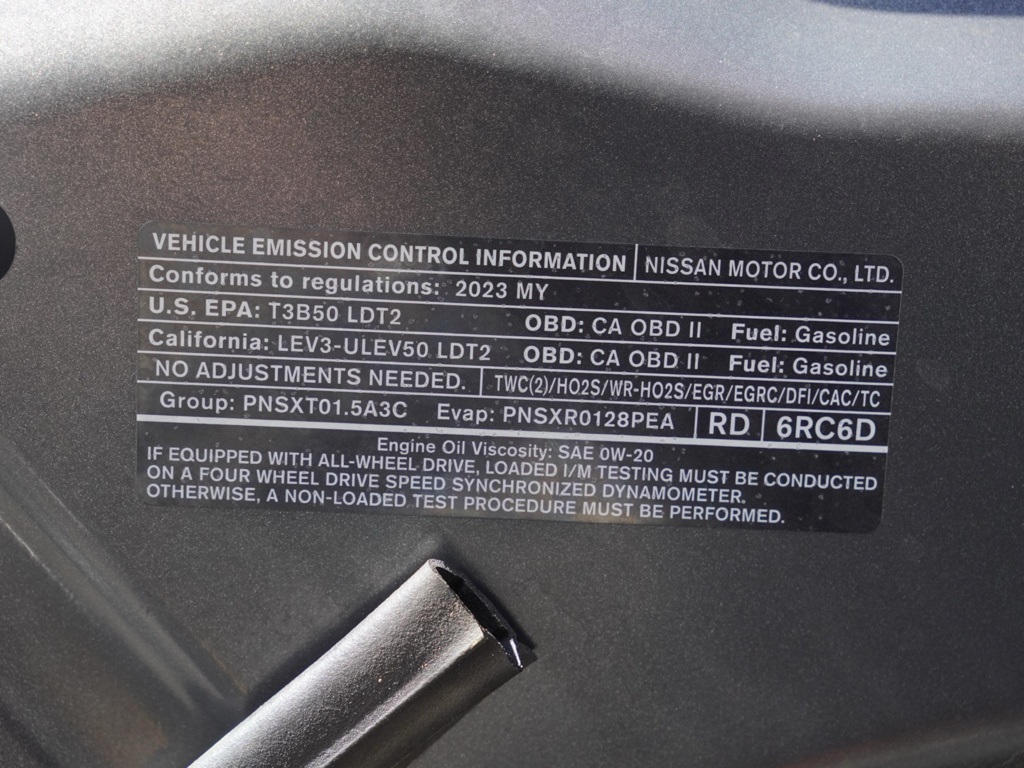 VEHICLE EMISSION CONTROL INFORMATION NISSAN MOTOR CO., LTD.
Conforms to regulations: 2023 MY
U.S. EPA: T3B50 LDT2 OBD: CA OBD II Fuel: Gasoline
California: LEV3-ULEV50 LDT2 OBD: CA OBD II Fuel: Gasoline
NO ADJUSTMENTS NEEDED. TWC(2)/HO2S/WR-HO2S/EGR/EGRC/DFI/CAC/TC
Group: PNSXT01.5A3C Evap: PNSXR0128PEA RD 6RC6D
Engine Oil Viscosity: SAE 0W-20
IF EQUIPPED WITH ALL-WHEEL DRIVE, LOADED I/M TESTING MUST BE CONDUCTED
ON A FOUR WHEEL DRIVE SPEED SYNCHRONIZED DYNAMOMETER.
OTHERWISE, A NON-LOADED TEST PROCEDURE MUST BE PERFORMED.